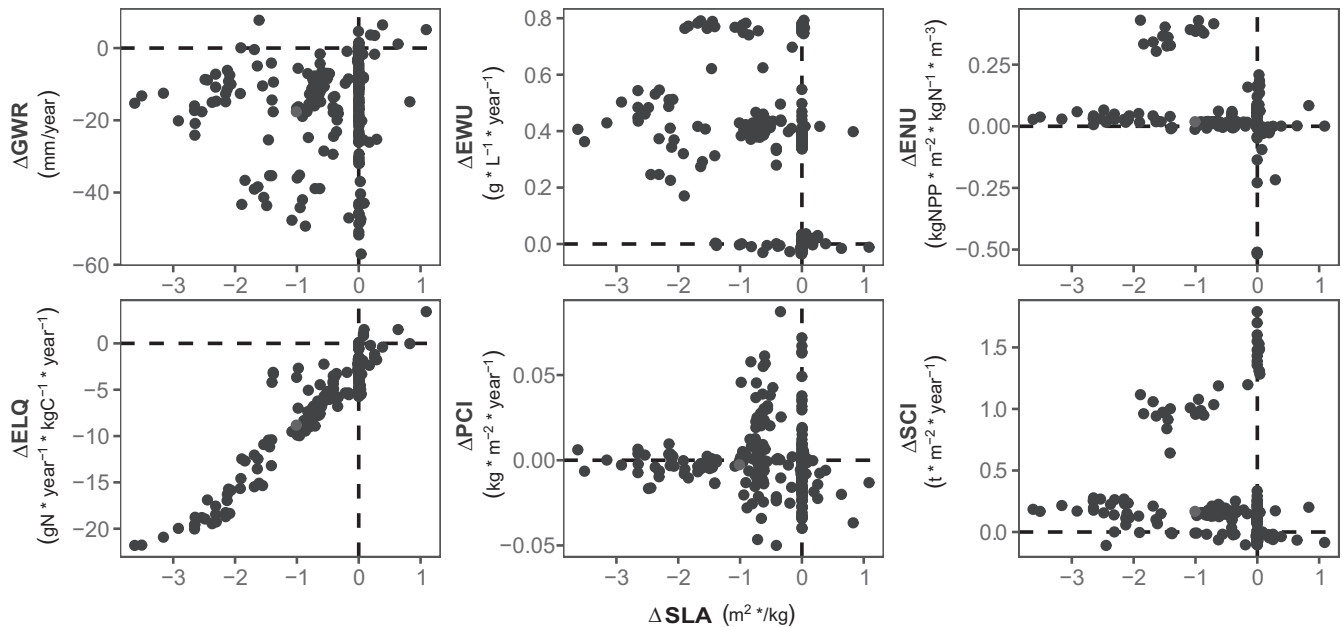 ΔGWR
(mm/year)
0
−20
−40
−60
−3 −2 −1 0 1
ΔEWU
(g * L⁻¹ * year⁻¹)
0.8
0.6
0.4
0.2
0.0
−3 −2 −1 0 1
ΔENU
(kgNPP * m⁻² * kgN⁻¹ * m⁻³)
0.25
0.00
−0.25
−0.50
−3 −2 −1 0 1
ΔELQ
(gN * year⁻¹ * kgC⁻¹ * year⁻¹)
0
−5
−10
−15
−20
−3 −2 −1 0 1
ΔPCI
(kg * m⁻² * year⁻¹)
0.05
0.00
−0.05
−3 −2 −1 0 1
ΔSCI
(t * m⁻² * year⁻¹)
1.5
1.0
0.5
0.0
−3 −2 −1 0 1
Δ SLA (m² */kg)